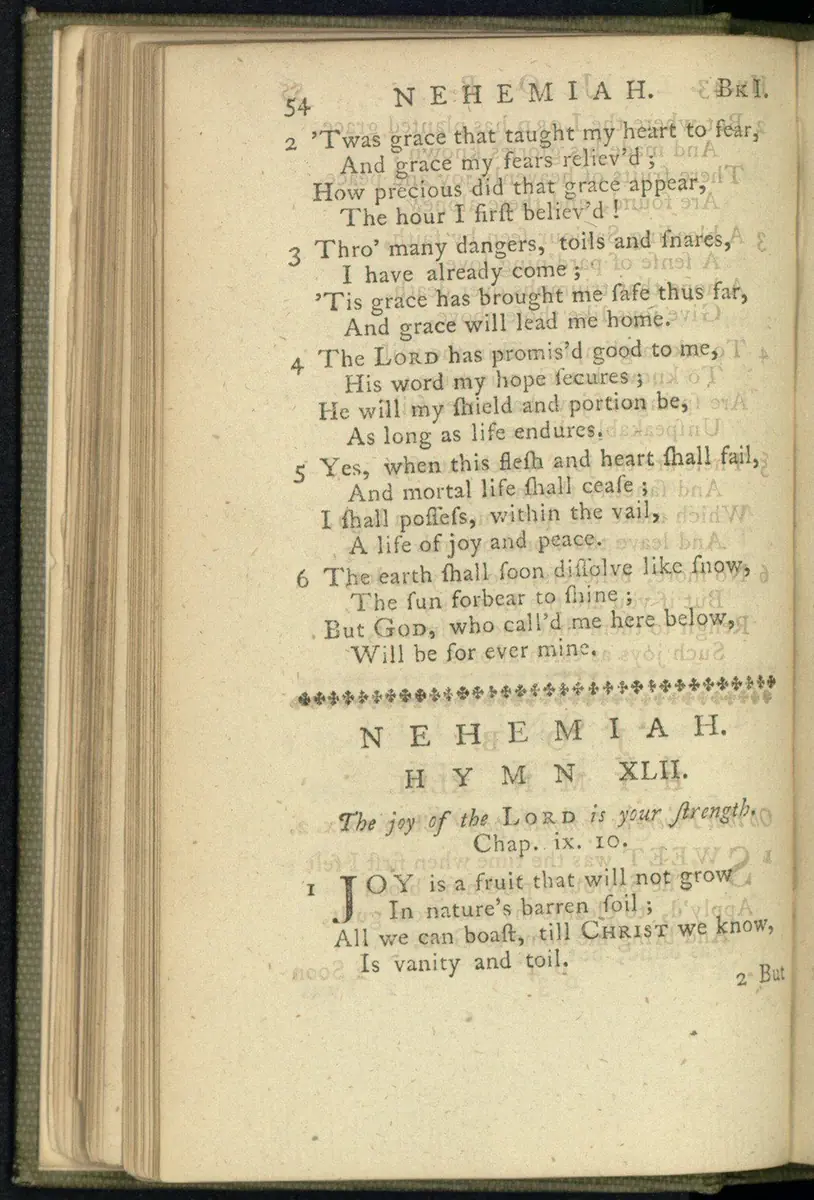 54 NEHEMIAH. BK I.
2 ’Twas grace that taught my heart to fear,
And grace my fears reliev’d ;
How precious did that grace appear,
The hour I firſt believ’d !
3 Thro’ many dangers, toils and ſnares,
I have already come ;
’Tis grace has brought me ſafe thus far,
And grace will lead me home.
4 The LORD has promis’d good to me,
His word my hope ſecures ;
He will my ſhield and portion be,
As long as life endures.
5 Yes, when this fleſh and heart ſhall fail,
And mortal life ſhall ceaſe ;
I ſhall poſſeſs, within the vail,
A life of joy and peace.
6 The earth ſhall ſoon diſſolve like ſnow,
The ſun forbear to ſhine ;
But GOD, who call’d me here below,
Will be for ever mine.
NEHEMIAH.
HYMN XLII.
The joy of the LORD is your ſtrength.
Chap. ix. 10.
1 JOY is a fruit that will not grow
In nature’s barren ſoil ;
All we can boaſt, till CHRIST we know,
Is vanity and toil.
2 But